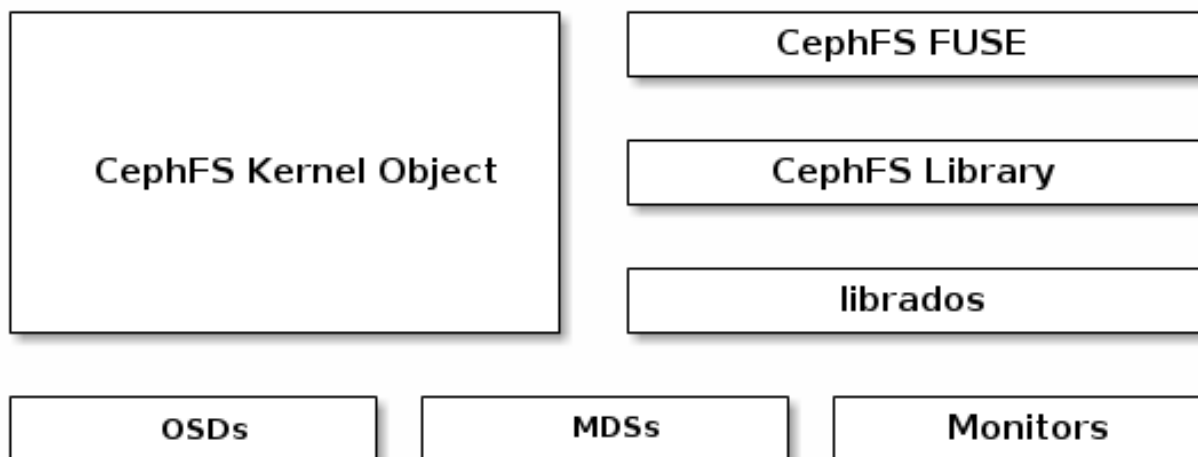 CephFS Kernel Object
CephFS FUSE
CephFS Library
librados
OSDs
MDSs
Monitors